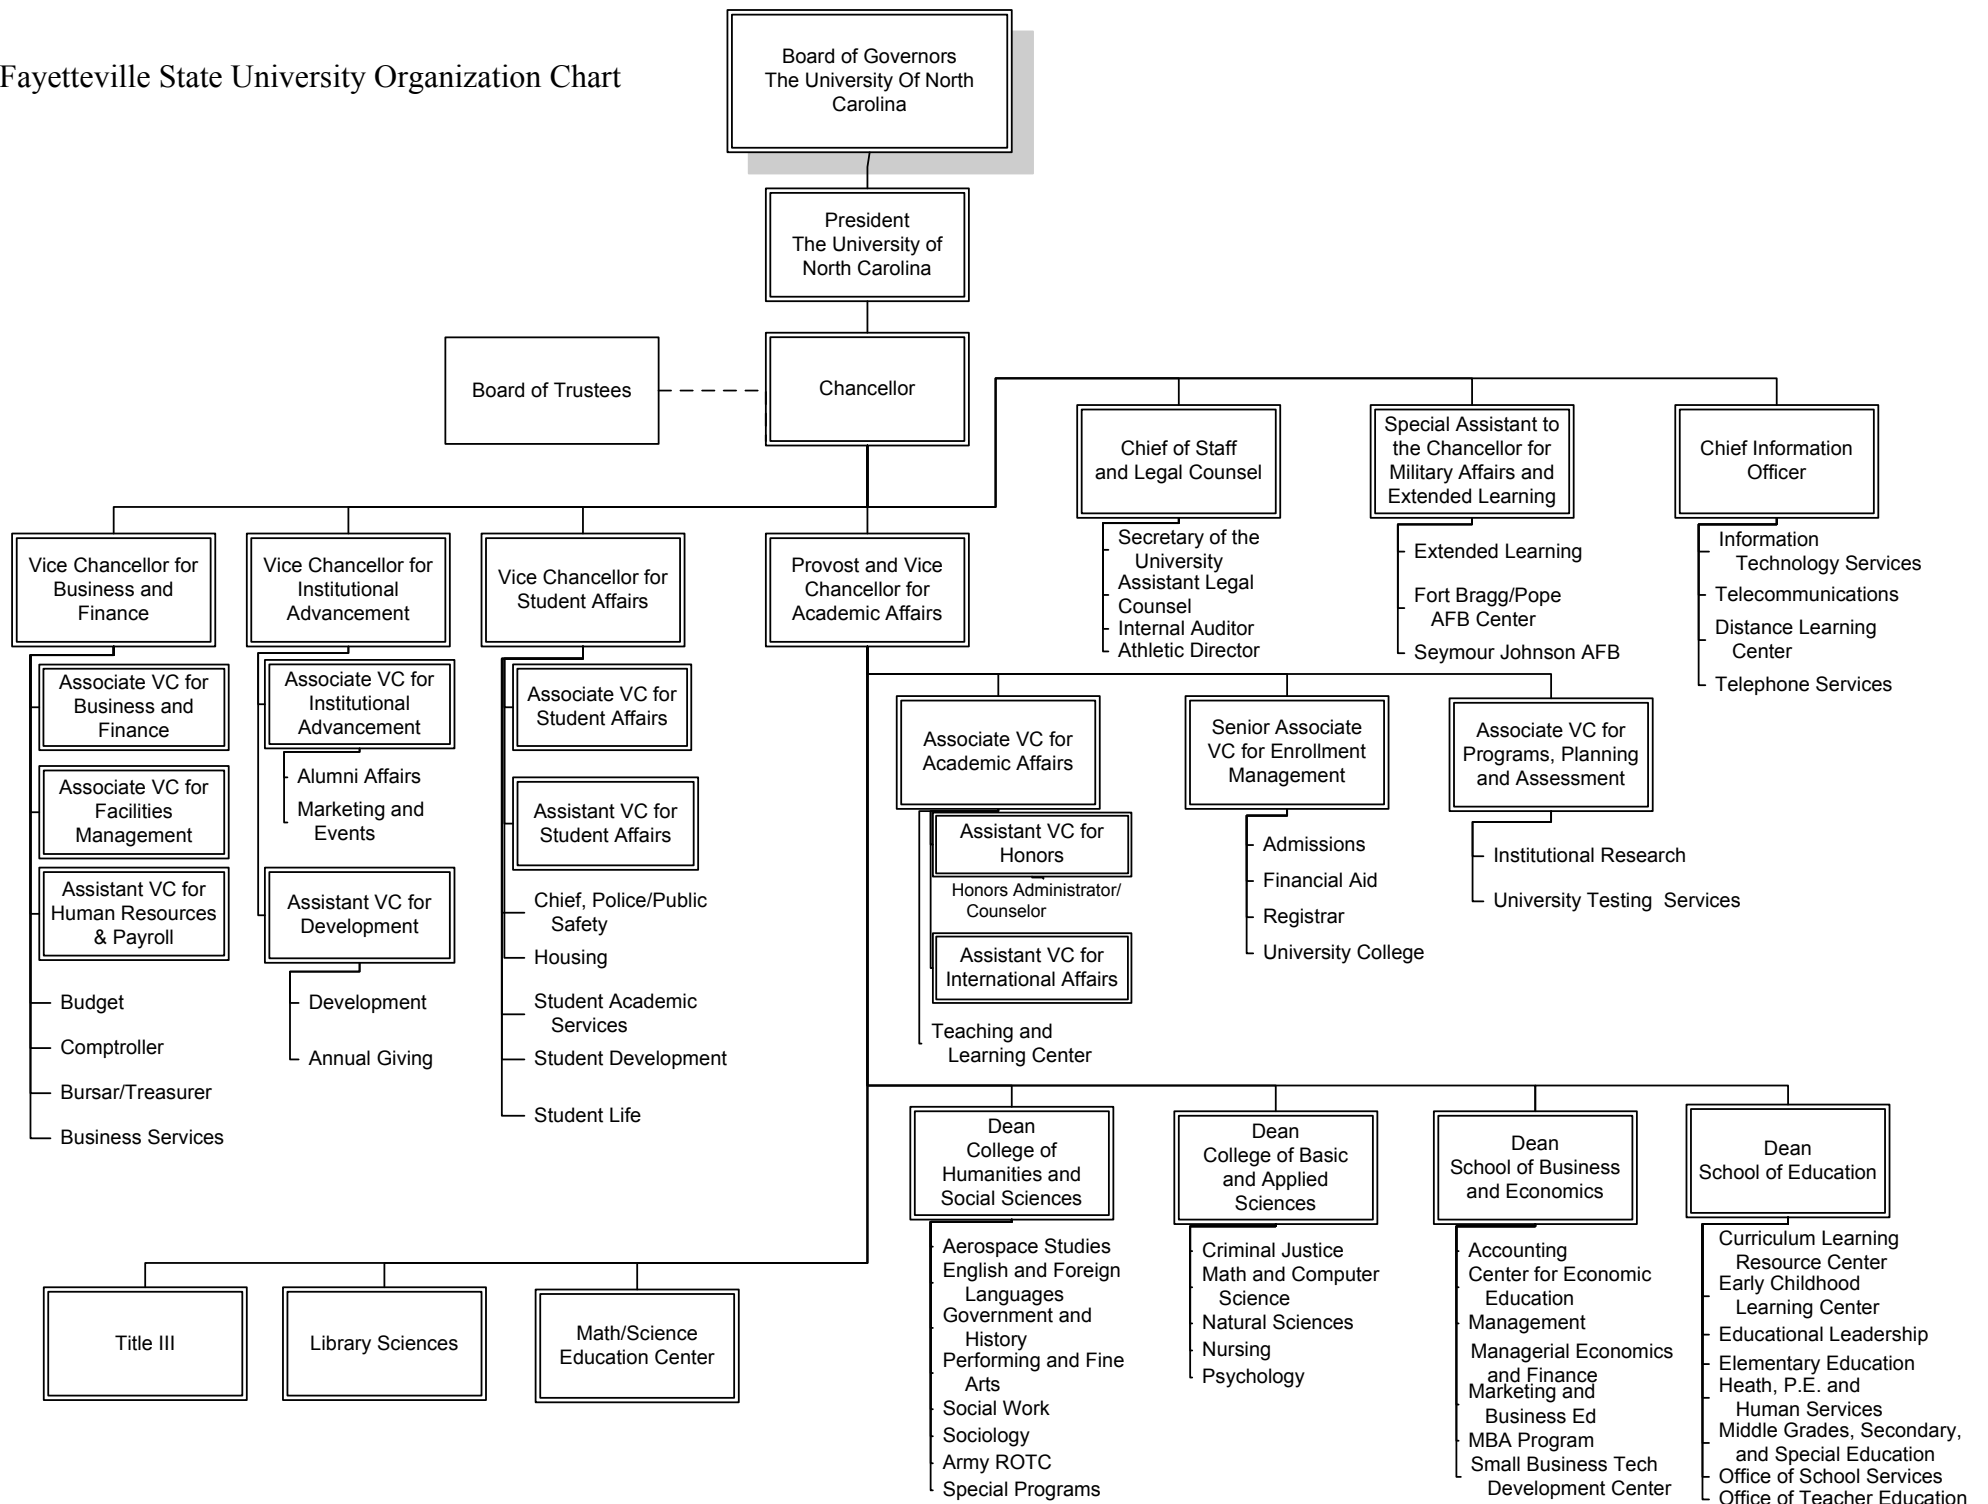 Fayetteville State University Organization Chart
Board of Governors
The University Of North
Carolina
President
The University of
North Carolina
Board of Trustees
Chancellor
Chief of Staff
and Legal Counsel
Secretary of the
University
Assistant Legal
Counsel
Internal Auditor
Athletic Director
Special Assistant to
the Chancellor for
Military Affairs and
Extended Learning
Extended Learning
Fort Bragg/Pope
AFB Center
Seymour Johnson AFB
Chief Information
Officer
Information
Technology Services
Telecommunications
Distance Learning
Center
Telephone Services
Vice Chancellor for
Business and
Finance
Associate VC for
Business and
Finance
Associate VC for
Facilities
Management
Assistant VC for
Human Resources
& Payroll
Budget
Comptroller
Bursar/Treasurer
Business Services
Vice Chancellor for
Institutional
Advancement
Associate VC for
Institutional
Advancement
Alumni Affairs
Marketing and
Events
Assistant VC for
Development
Development
Annual Giving
Vice Chancellor for
Student Affairs
Associate VC for
Student Affairs
Assistant VC for
Student Affairs
Chief, Police/Public
Safety
Housing
Student Academic
Services
Student Development
Student Life
Provost and Vice
Chancellor for
Academic Affairs
Associate VC for
Academic Affairs
Assistant VC for
Honors
Honors Administrator/
Counselor
Assistant VC for
International Affairs
Teaching and
Learning Center
Senior Associate
VC for Enrollment
Management
Admissions
Financial Aid
Registrar
University College
Associate VC for
Programs, Planning
and Assessment
Institutional Research
University Testing  Services
Dean
College of
Humanities and
Social Sciences
Aerospace Studies
English and Foreign
Languages
Government and
History
Performing and Fine
Arts
Social Work
Sociology
Army ROTC
Special Programs
Dean
College of Basic
and Applied
Sciences
Criminal Justice
Math and Computer
Science
Natural Sciences
Nursing
Psychology
Dean
School of Business
and Economics
Accounting
Center for Economic
Education
Management
Managerial Economics
and Finance
Marketing and
Business Ed
MBA Program
Small Business Tech
Development Center
Dean
School of Education
Curriculum Learning
Resource Center
Early Childhood
Learning Center
Educational Leadership
Elementary Education
Heath, P.E. and
Human Services
Middle Grades, Secondary,
and Special Education
Office of School Services
Office of Teacher Education
Title III
Library Sciences
Math/Science
Education Center